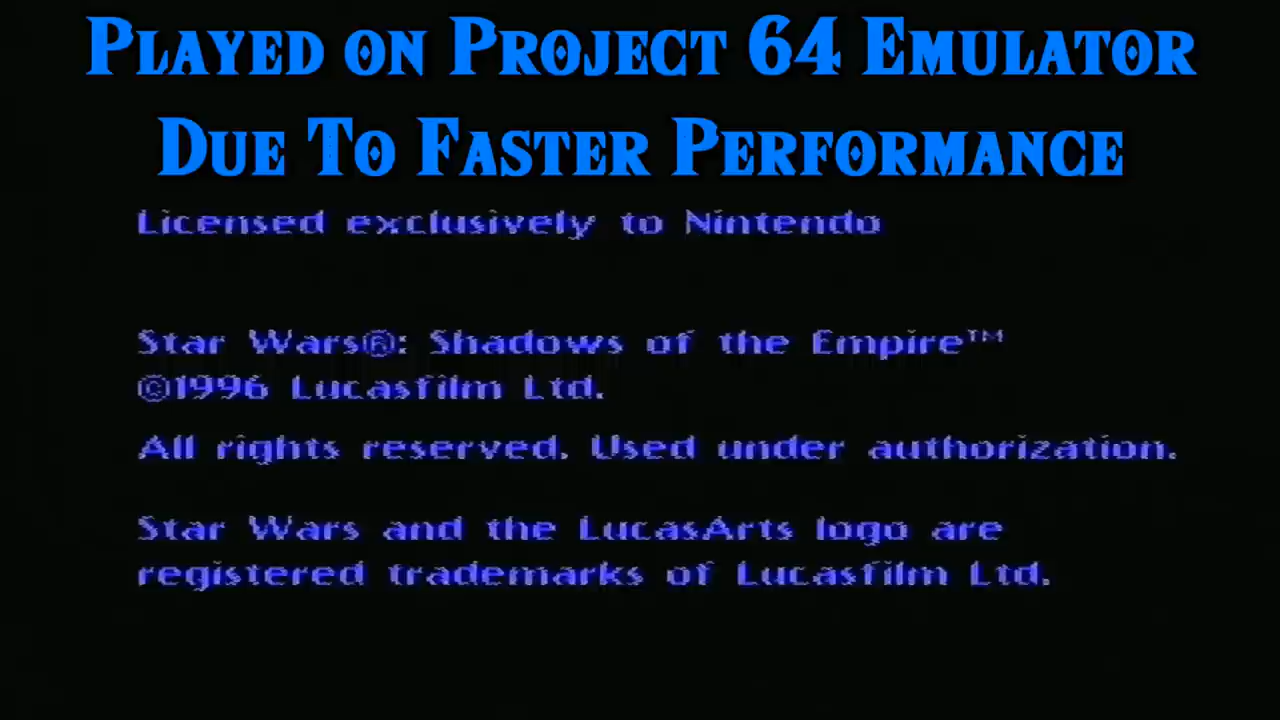 Played on Project 64 Emulator
Due To Faster Performance
Licensed exclusively to Nintendo
Star Wars®: Shadows of the Empire™
©1996 Lucasfilm Ltd.
All rights reserved. Used under authorization.
Star Wars and the LucasArts logo are
registered trademarks of Lucasfilm Ltd.